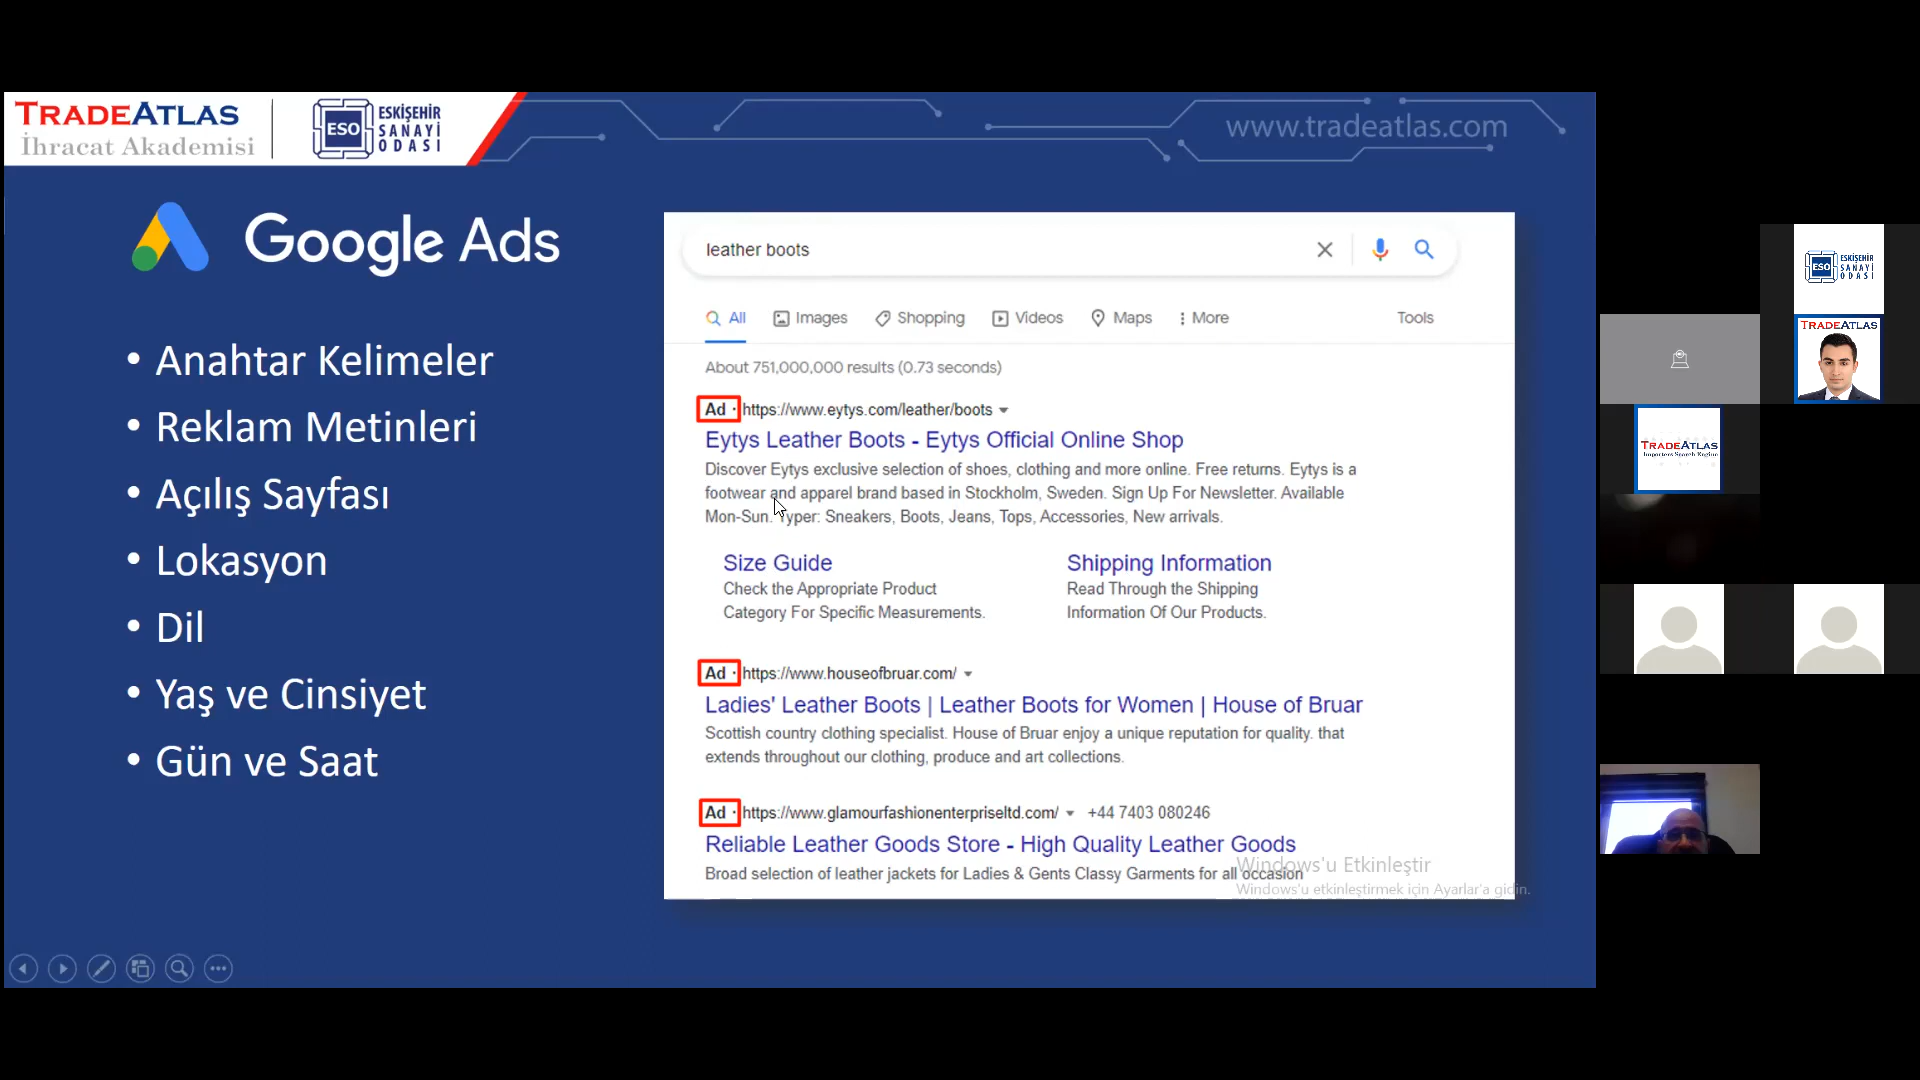 TRADEATLAS
İhracat Akademisi
ESO
ESKİŞEHİR
SANAYİ
ODASI
www.tradeatlas.com
Google Ads
• Anahtar Kelimeler
• Reklam Metinleri
• Açılış Sayfası
• Lokasyon
• Dil
• Yaş ve Cinsiyet
• Gün ve Saat
leather boots
All Images Shopping Videos Maps More Tools
About 751,000,000 results (0.73 seconds)
Ad · https://www.eytys.com/leather/boots
Eytys Leather Boots - Eytys Official Online Shop
Discover Eytys exclusive selection of shoes, clothing and more online. Free returns. Eytys is a
footwear and apparel brand based in Stockholm, Sweden. Sign Up For Newsletter. Available
Mon-Sun. Typer: Sneakers, Boots, Jeans, Tops, Accessories, New arrivals.
Size Guide
Check the Appropriate Product
Category For Specific Measurements.
Shipping Information
Read Through the Shipping
Information Of Our Products.
Ad · https://www.houseofbruar.com/
Ladies' Leather Boots | Leather Boots for Women | House of Bruar
Scottish country clothing specialist. House of Bruar enjoy a unique reputation for quality. that
extends throughout our clothing, produce and art collections.
Ad · https://www.glamourfashionenterpriseltd.com/ +44 7403 080246
Reliable Leather Goods Store - High Quality Leather Goods
Broad selection of leather jackets for Ladies & Gents Classy Garments for all occasion
Windows'u Etkinleştir
Windows'u etkinleştirmek için Ayarlar'a gidin.
ESO
ESKİŞEHİR
SANAYİ
ODASI
TRADEATLAS
TRADEATLAS
Importers Search Engine